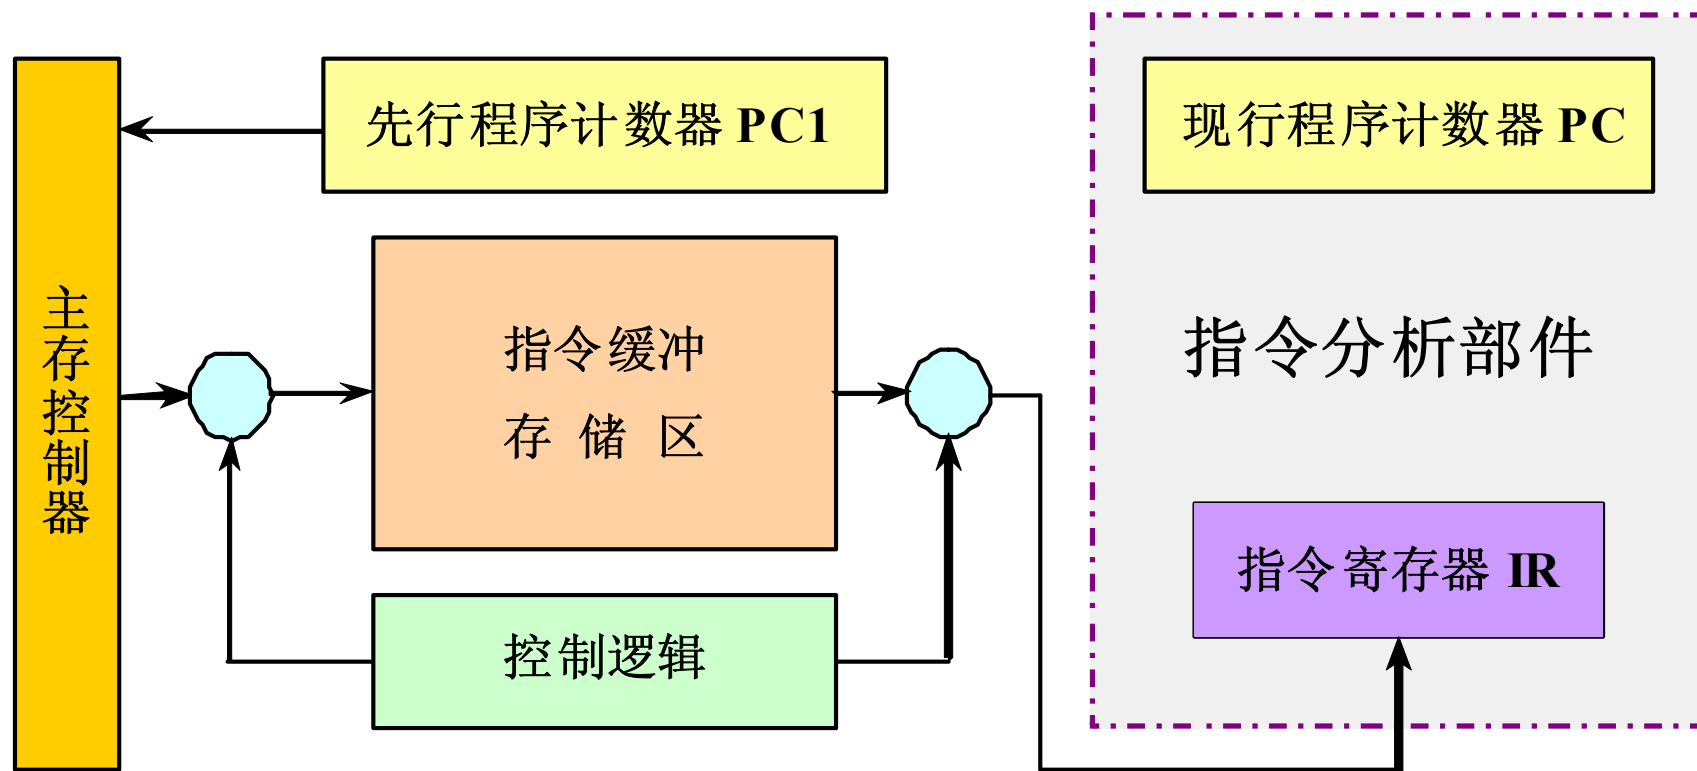 先行程序计数器 PC1
现行程序计数器 PC
主存控制器
指令缓冲
存 储 区
指令分析部件
指令寄存器 IR
控制逻辑